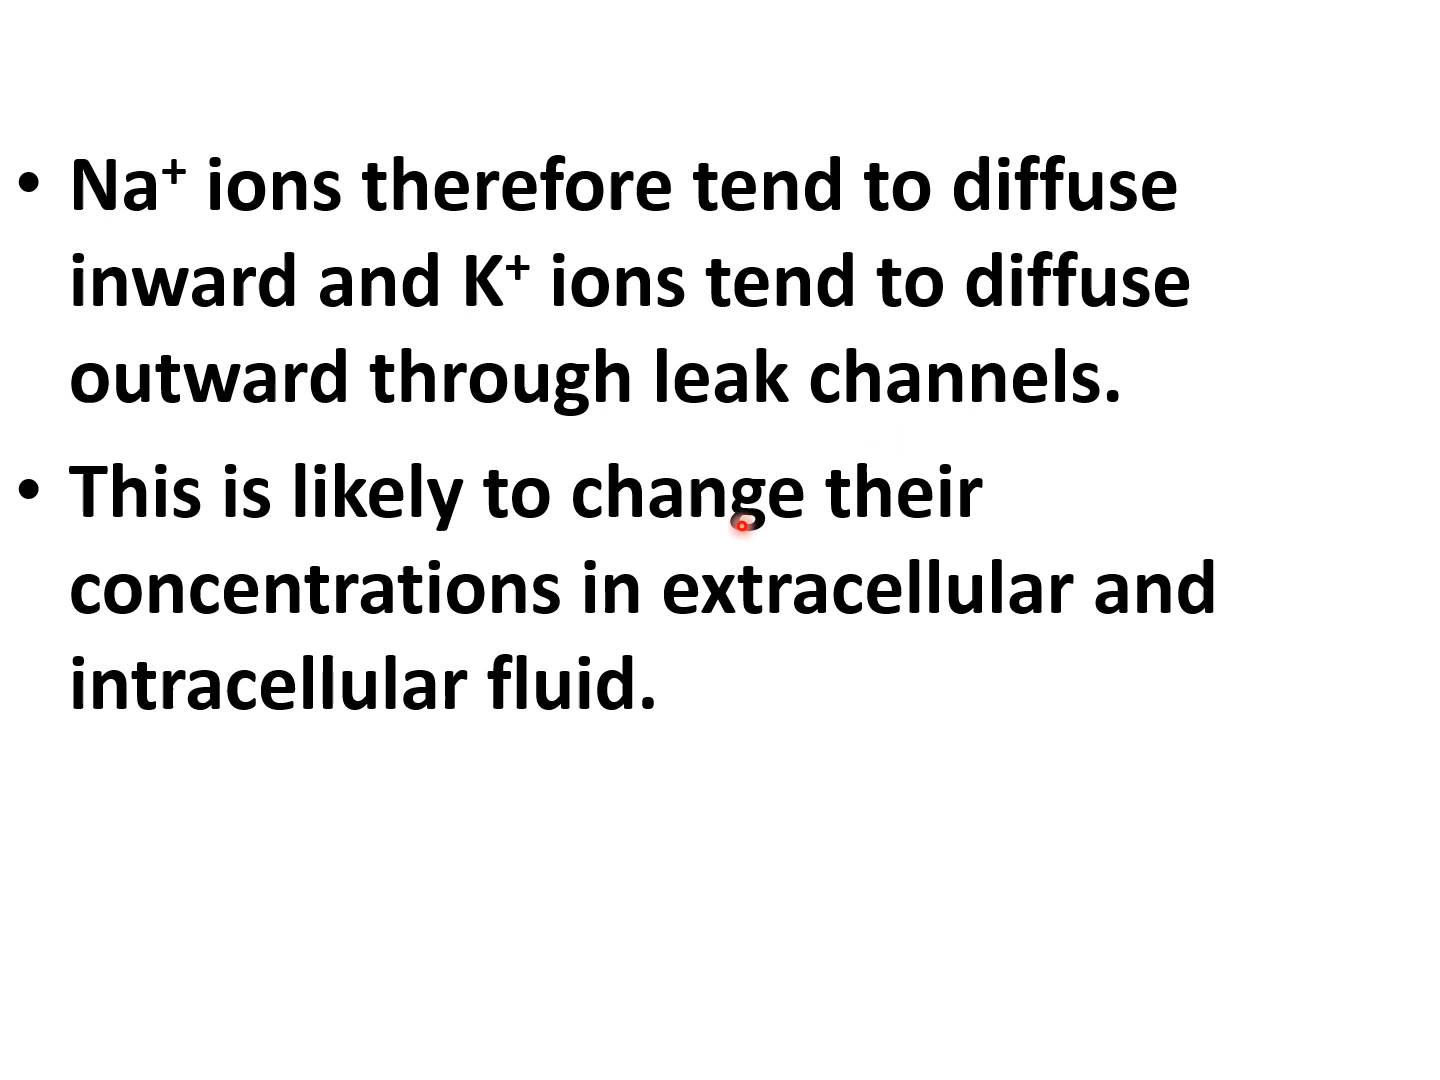 • Na⁺ ions therefore tend to diffuse
inward and K⁺ ions tend to diffuse
outward through leak channels.
• This is likely to change their
concentrations in extracellular and
intracellular fluid.